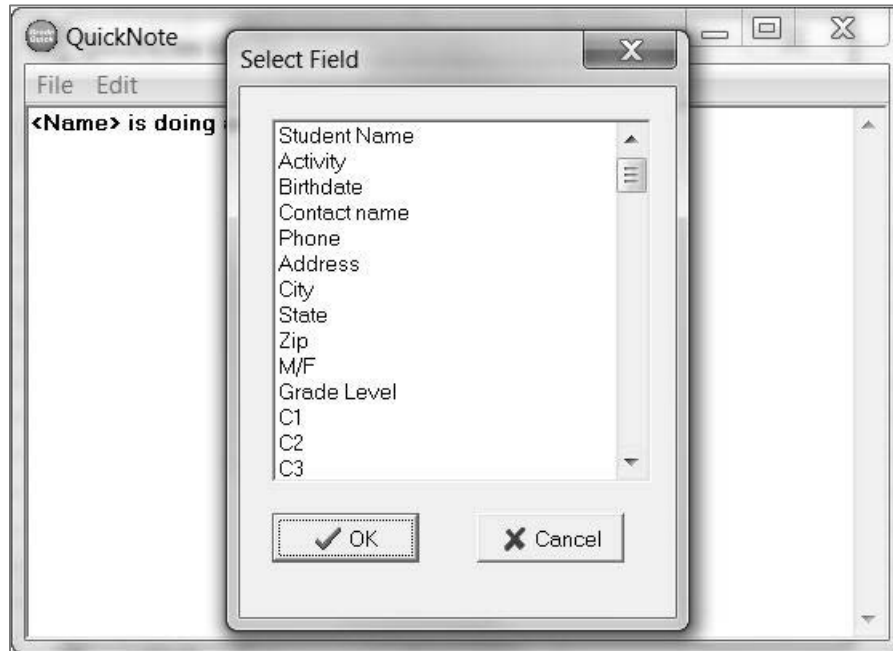 QuickNote
File Edit
<Name> is doing
Select Field
Student Name
Activity
Birthdate
Contact name
Phone
Address
City
State
Zip
M/F
Grade Level
C1
C2
C3
OK
Cancel